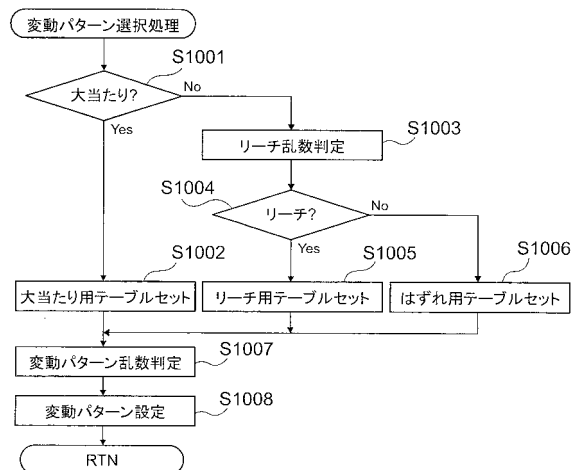 変動パターン選択処理
S1001
大当たり?
No
Yes
S1003
リーチ乱数判定
S1004
リーチ?
No
Yes
S1002
S1005
S1006
大当たり用テーブルセット
リーチ用テーブルセット
はずれ用テーブルセット
S1007
変動パターン乱数判定
S1008
変動パターン設定
RTN